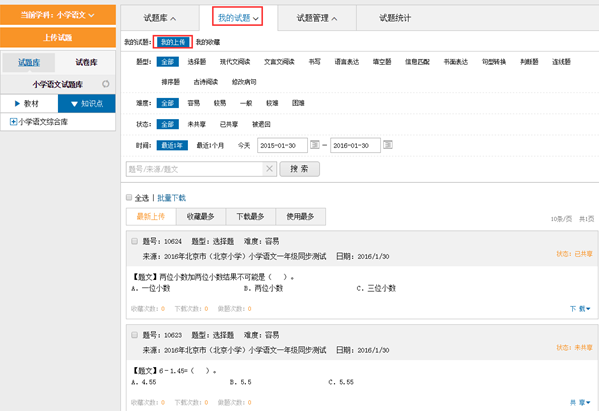 当前学科：小学语文
试题库 我的试题 试题管理 试题统计
上传试题
试题库 试卷库
我的试题： 我的上传 我的收藏
题型： 全部 选择题 现代文阅读 文言文阅读 书写 语言表达 填空题 信息匹配 书面表达 句型转换 判断题 连线题
小学语文试题库
排序题 古诗阅读 修改病句
教材 知识点
难度： 全部 容易 较易 一般 较难 困难
小学语文综合库
状态： 全部 未共享 已共享 被退回
时间： 最近1年 最近1个月 今天 2015-01-30 — 2016-01-30
题号/来源/题文 搜 索
全选 | 批量下载
最新上传 收藏最多 下载最多 使用最多 10条/页 共1页
题号：10624 题型：选择题 难度：容易
来源：2016年北京市（北京小学）小学语文一年级同步测试 日期：2016/1/30 状态：已共享
【题文】两位小数加两位小数结果不可能是（ ）。
A. 一位小数 B. 两位小数 C. 三位小数
收藏次数：0 下载次数：0 做题次数：0 下 载
题号：10623 题型：选择题 难度：容易
来源：2016年北京市（北京小学）小学语文一年级同步测试 日期：2016/1/30 状态：未共享
【题文】6－1.45=（ ）。
A. 4.55 B. 5.5 C. 5.55
收藏次数：0 下载次数：0 做题次数：0 共 享